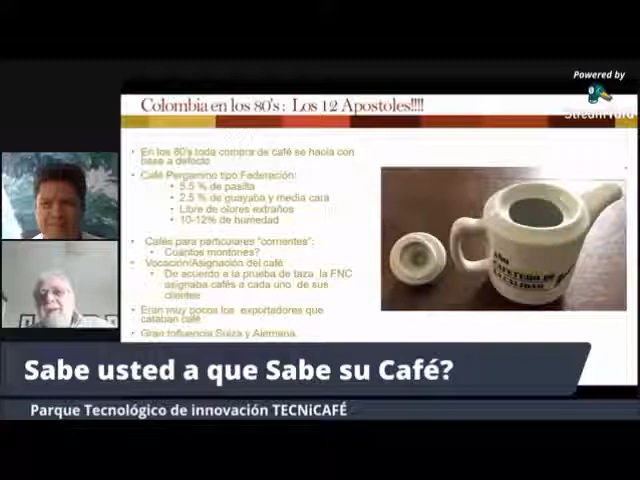 Powered by
StreamYard
Colombia en los 80's: Los 12 Apostoles!!!!
• En los 80's toda compra de café se hacía con
base a defecto
• Café Pergamino tipo Federación:
• 5.5 % de pasilla
• 2.5 % de guayaba y media cara
• Libre de olores extraños
• 10-12% de humedad
• Cafés para particulares "corrientes":
• Cuántos montones?
• Vocación/Asignación del café
• De acuerdo a la prueba de taza la FNC
asignaba cafés a cada uno de sus
clientes
• Eran muy pocos los exportadores que
cataban café
• Gran Influencia Suiza y Alemana
CAFETERO DE
Sabe usted a que Sabe su Café?
Parque Tecnológico de innovación TECNiCAFÉ